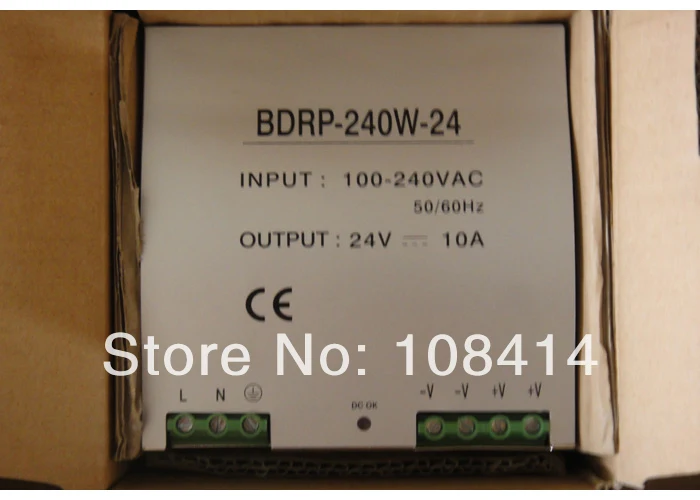 BDRP-240W-24
INPUT : 100-240VAC
50/60Hz
OUTPUT : 24V ⎓ 10A
CE
Store No: 108414
L N
DC OK
-V -V +V +V